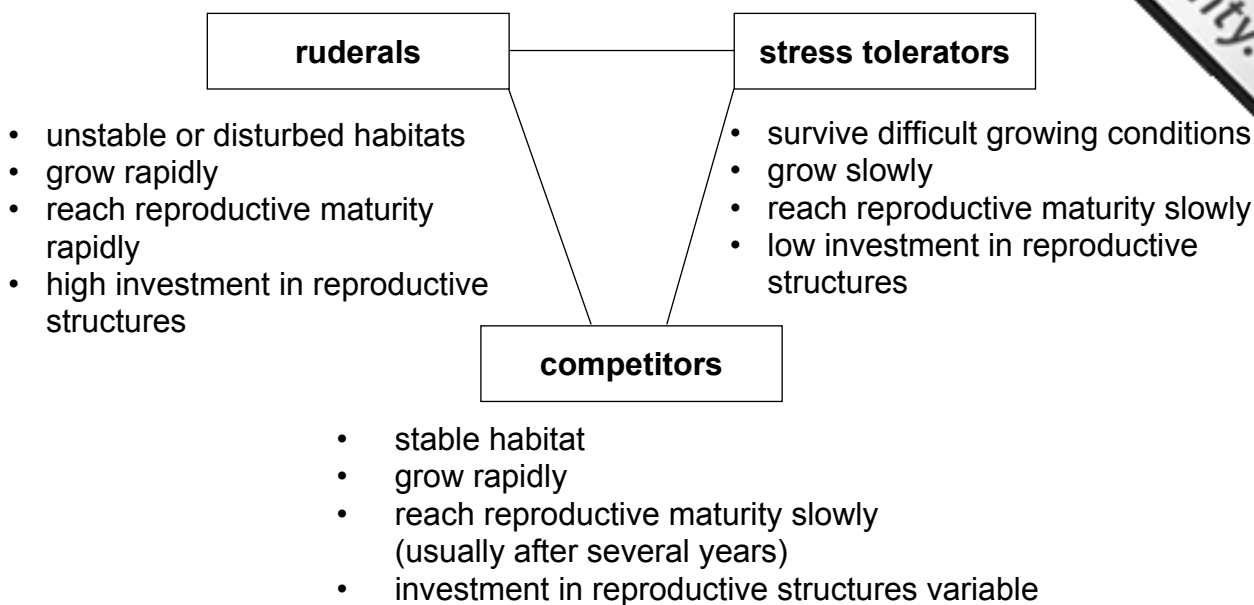 ruderals
stress tolerators
• unstable or disturbed habitats
• grow rapidly
• reach reproductive maturity
rapidly
• high investment in reproductive
structures
• survive difficult growing conditions
• grow slowly
• reach reproductive maturity slowly
• low investment in reproductive
structures
competitors
• stable habitat
• grow rapidly
• reach reproductive maturity slowly
(usually after several years)
• investment in reproductive structures variable